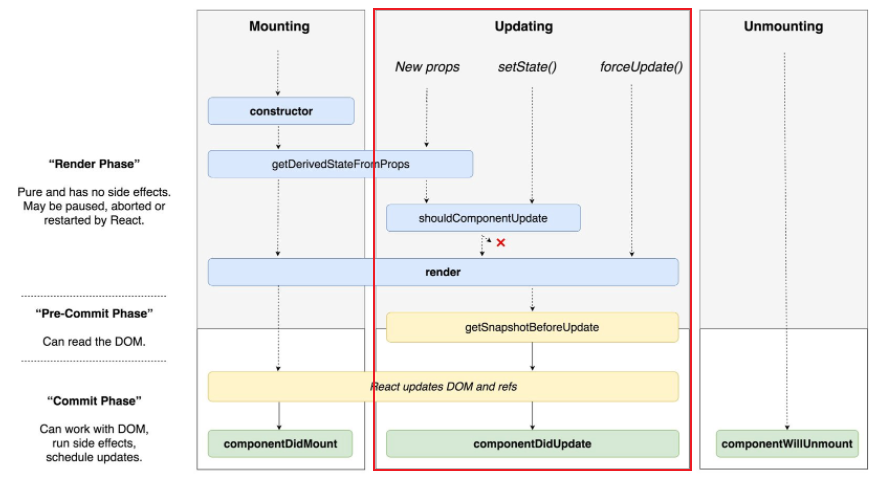 Mounting
Updating
Unmounting
New props
setState()
forceUpdate()
constructor
“Render Phase”
getDerivedStateFromProps
Pure and has no side effects.
May be paused, aborted or
restarted by React.
shouldComponentUpdate
render
“Pre-Commit Phase”
getSnapshotBeforeUpdate
Can read the DOM.
React updates DOM and refs
“Commit Phase”
Can work with DOM,
run side effects,
schedule updates.
componentDidMount
componentDidUpdate
componentWillUnmount